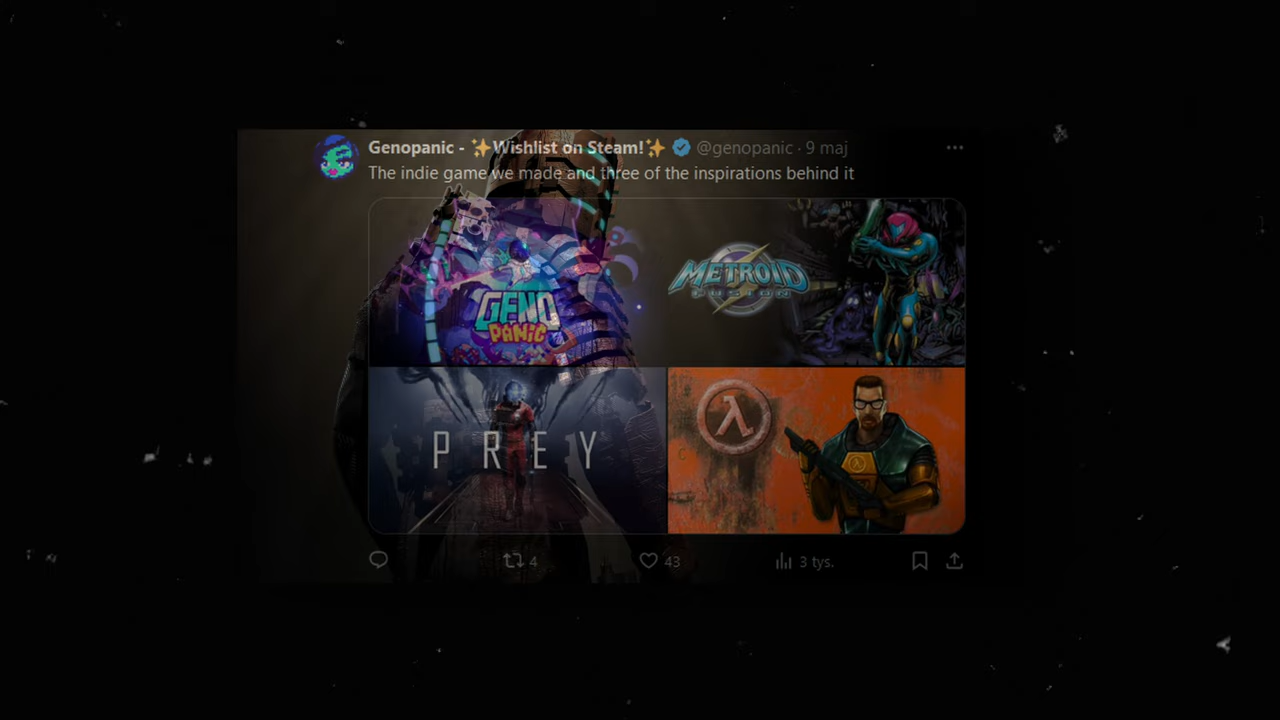 Genopanic - ✨Wishlist on Steam!✨ @genopanic · 9 maj
The indie game we made and three of the inspirations behind it
GENO
PANIC
METROID
FUSION
PREY
4
43
3 tys.